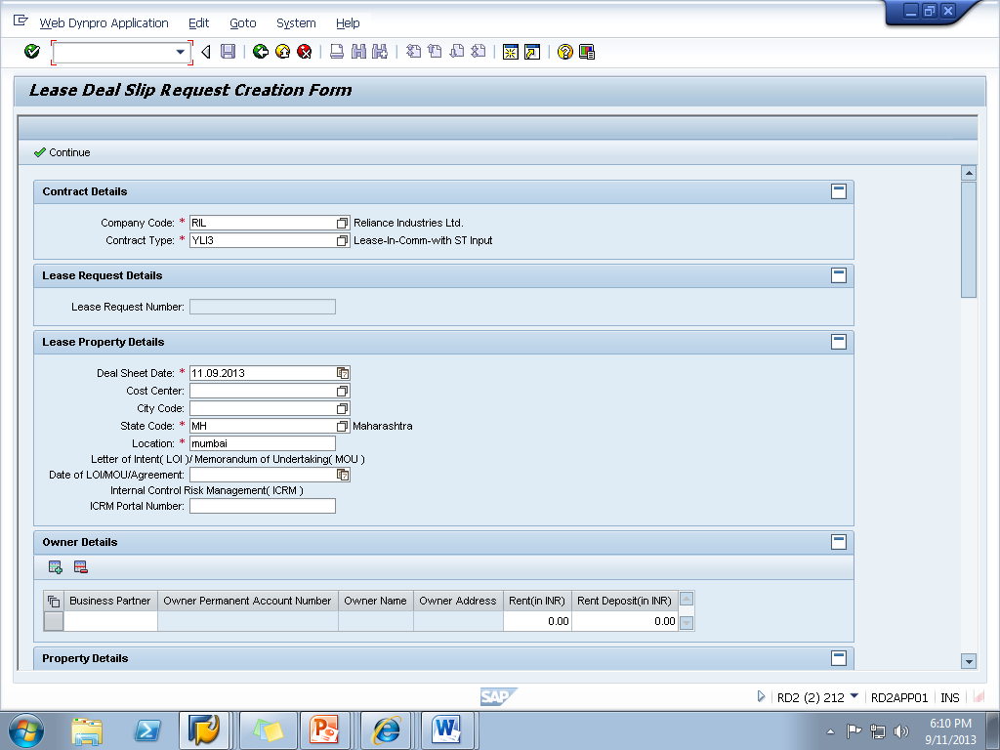 Web Dynpro Application Edit Goto System Help
Lease Deal Slip Request Creation Form
Continue
Contract Details
Company Code: * RIL Reliance Industries Ltd.
Contract Type: * YLI3 Lease-In-Comm-with ST Input
Lease Request Details
Lease Request Number:
Lease Property Details
Deal Sheet Date: * 11.09.2013
Cost Center:
City Code:
State Code: * MH Maharashtra
Location: * mumbai
Letter of Intent( LOI )/ Memorandum of Undertaking( MOU )
Date of LOI/MOU/Agreement:
Internal Control Risk Management( ICRM )
ICRM Portal Number:
Owner Details
Business Partner Owner Permanent Account Number Owner Name Owner Address Rent(in INR) Rent Deposit(in INR)
0.00 0.00
Property Details
SAP
RD2 (2) 212 RD2APP01 INS
6:10 PM
9/11/2013